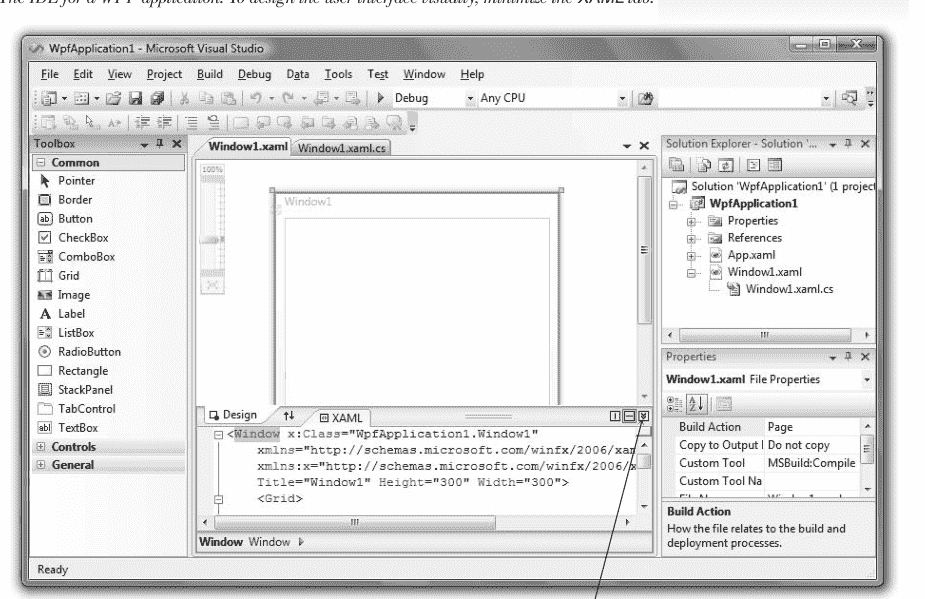 The IDE for a WPF application. To design the user interface visually, minimize the XAML tab.
WpfApplication1 - Microsoft Visual Studio
File Edit View Project Build Debug Data Tools Test Window Help
Debug Any CPU
Toolbox
Common
Pointer
Border
Button
CheckBox
ComboBox
Grid
Image
Label
ListBox
RadioButton
Rectangle
StackPanel
TabControl
TextBox
Controls
General
Window1.xaml Window1.xaml.cs
100%
Window1
Design XAML
<Window x:Class="WpfApplication1.Window1"
xmlns="http://schemas.microsoft.com/winfx/2006/xam
xmlns:x="http://schemas.microsoft.com/winfx/2006/x
Title="Window1" Height="300" Width="300">
<Grid>
Window Window
Solution Explorer - Solution '...
Solution 'WpfApplication1' (1 project
WpfApplication1
Properties
References
App.xaml
Window1.xaml
Window1.xaml.cs
Properties
Window1.xaml File Properties
Build Action Page
Copy to Output I Do not copy
Custom Tool MSBuild:Compile
Custom Tool Na
Build Action
How the file relates to the build and
deployment processes.
Ready